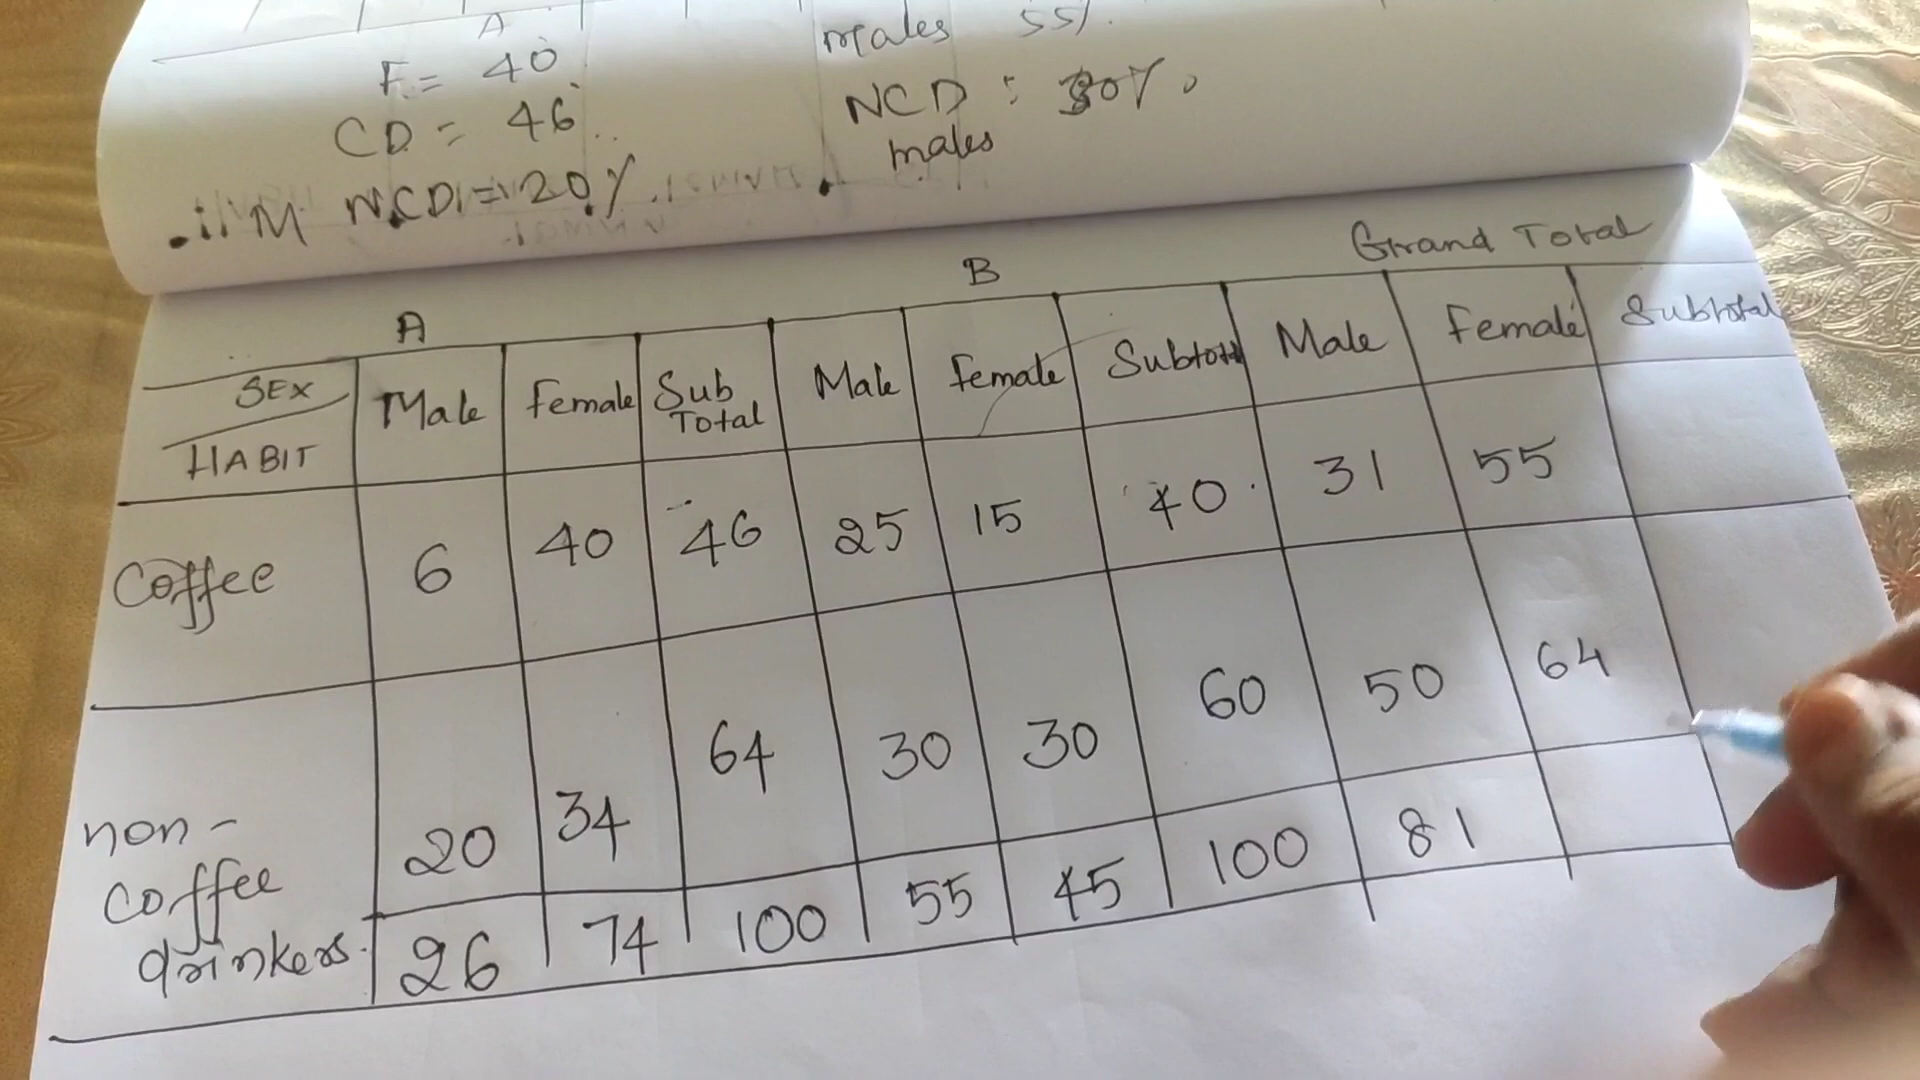 A
F = 40
CD = 46
M NCD = 20%.
males 55%.
NCD : 30%.
males
A B Grand Total
SEX Male Female Sub Total Male Female Subtotal Male Female Subtotal
HABIT
Coffee 6 40 46 25 15 40 31 55
non-coffee drinkers 20 34 64 30 30 60 50 64
26 74 100 55 45 100 81